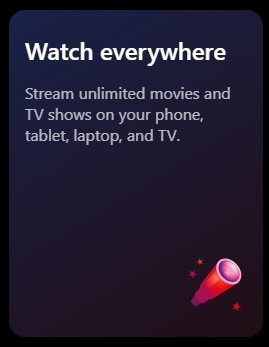 Watch everywhere
Stream unlimited movies and
TV shows on your phone,
tablet, laptop, and TV.